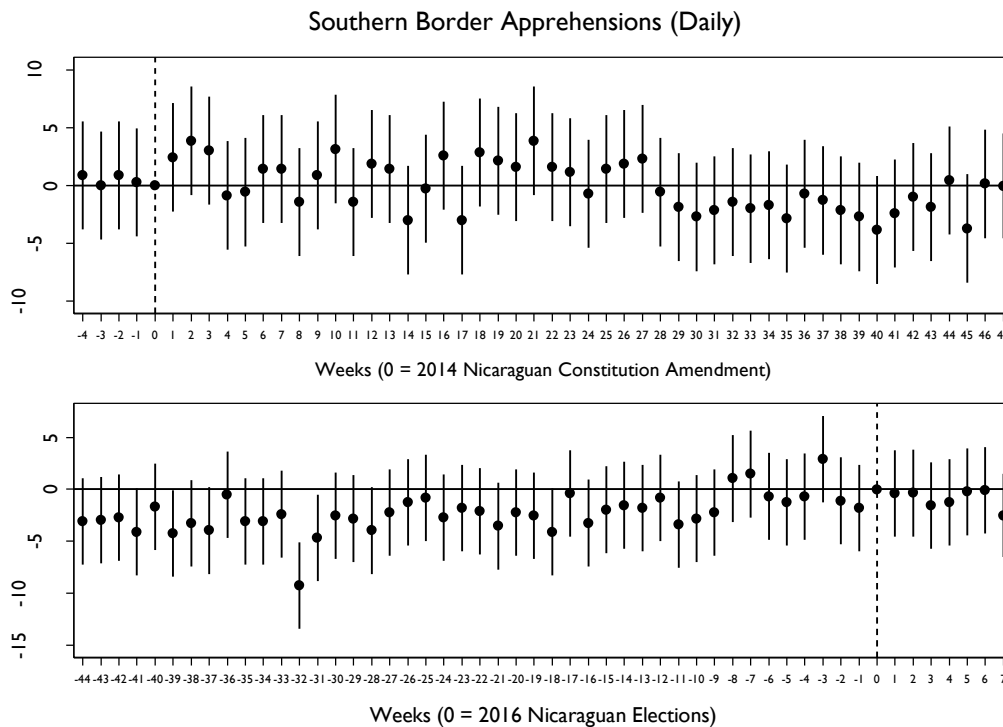 Southern Border Apprehensions (Daily)
10
5
0
-5
-10
-4 -3 -2 -1 0 1 2 3 4 5 6 7 8 9 10 11 12 13 14 15 16 17 18 19 20 21 22 23 24 25 26 27 28 29 30 31 32 33 34 35 36 37 38 39 40 41 42 43 44 45 46
Weeks (0 = 2014 Nicaraguan Constitution Amendment)
5
0
-5
-10
-15
-44 -43 -42 -41 -40 -39 -38 -37 -36 -35 -34 -33 -32 -31 -30 -29 -28 -27 -26 -25 -24 -23 -22 -21 -20 -19 -18 -17 -16 -15 -14 -13 -12 -11 -10 -9 -8 -7 -6 -5 -4 -3 -2 -1 0 1 2 3 4 5 6 7
Weeks (0 = 2016 Nicaraguan Elections)